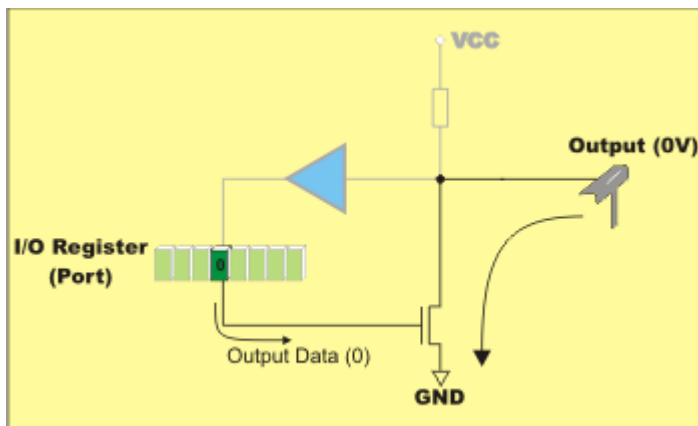 VCC
Output (0V)
I/O Register
(Port)
0
Output Data (0)
GND